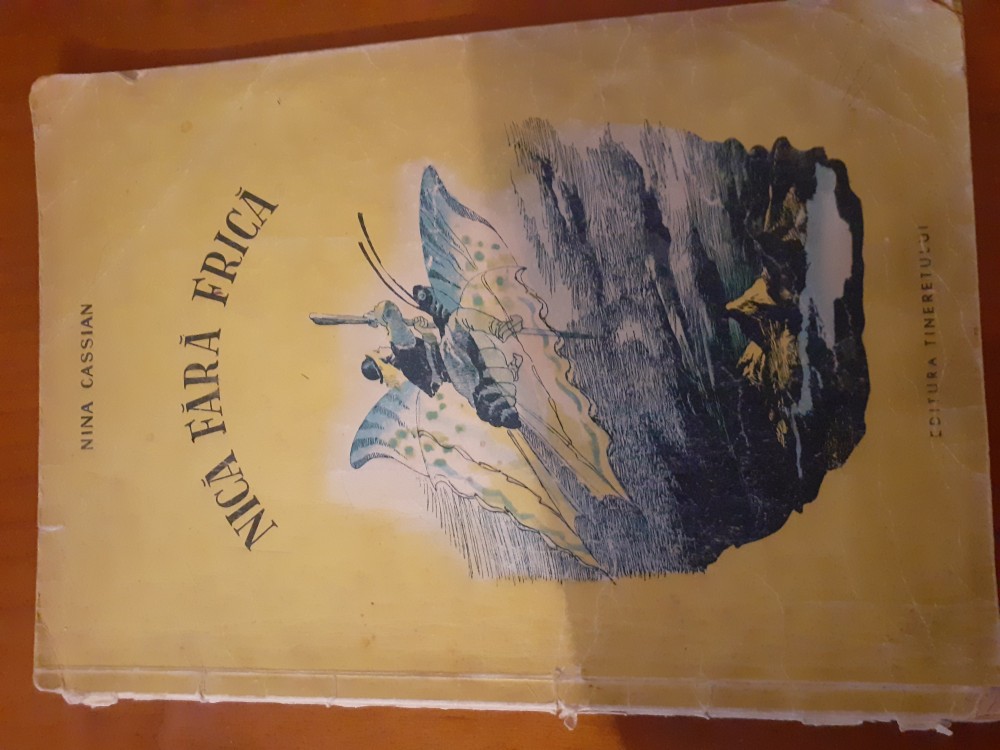 NINA CASSIAN
NICĂ FĂRĂ FRICĂ
EDITURA TINERETULUI